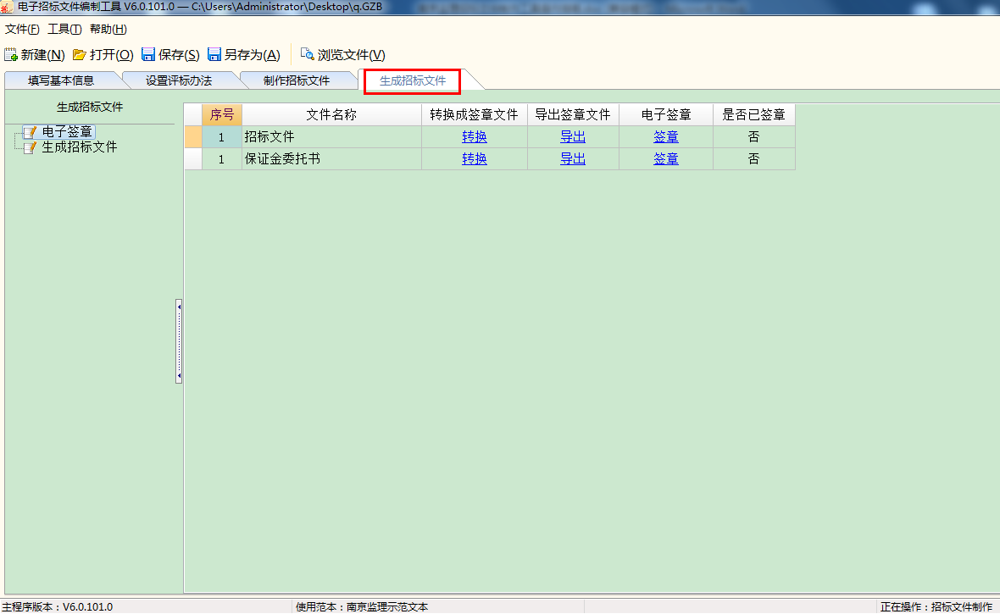 电子招标文件编制工具 V6.0.101.0 — C:\Users\Administrator\Desktop\q.GZB
文件(F) 工具(T) 帮助(H)
新建(N) 打开(O) 保存(S) 另存为(A) 浏览文件(V)
填写基本信息 设置评标办法 制作招标文件 生成招标文件
生成招标文件
电子签章
生成招标文件
序号 文件名称 转换成签章文件 导出签章文件 电子签章 是否已签章
1 招标文件 转换 导出 签章 否
1 保证金委托书 转换 导出 签章 否
主程序版本：V6.0.101.0 使用范本：南京监理示范文本 正在操作：招标文件制作